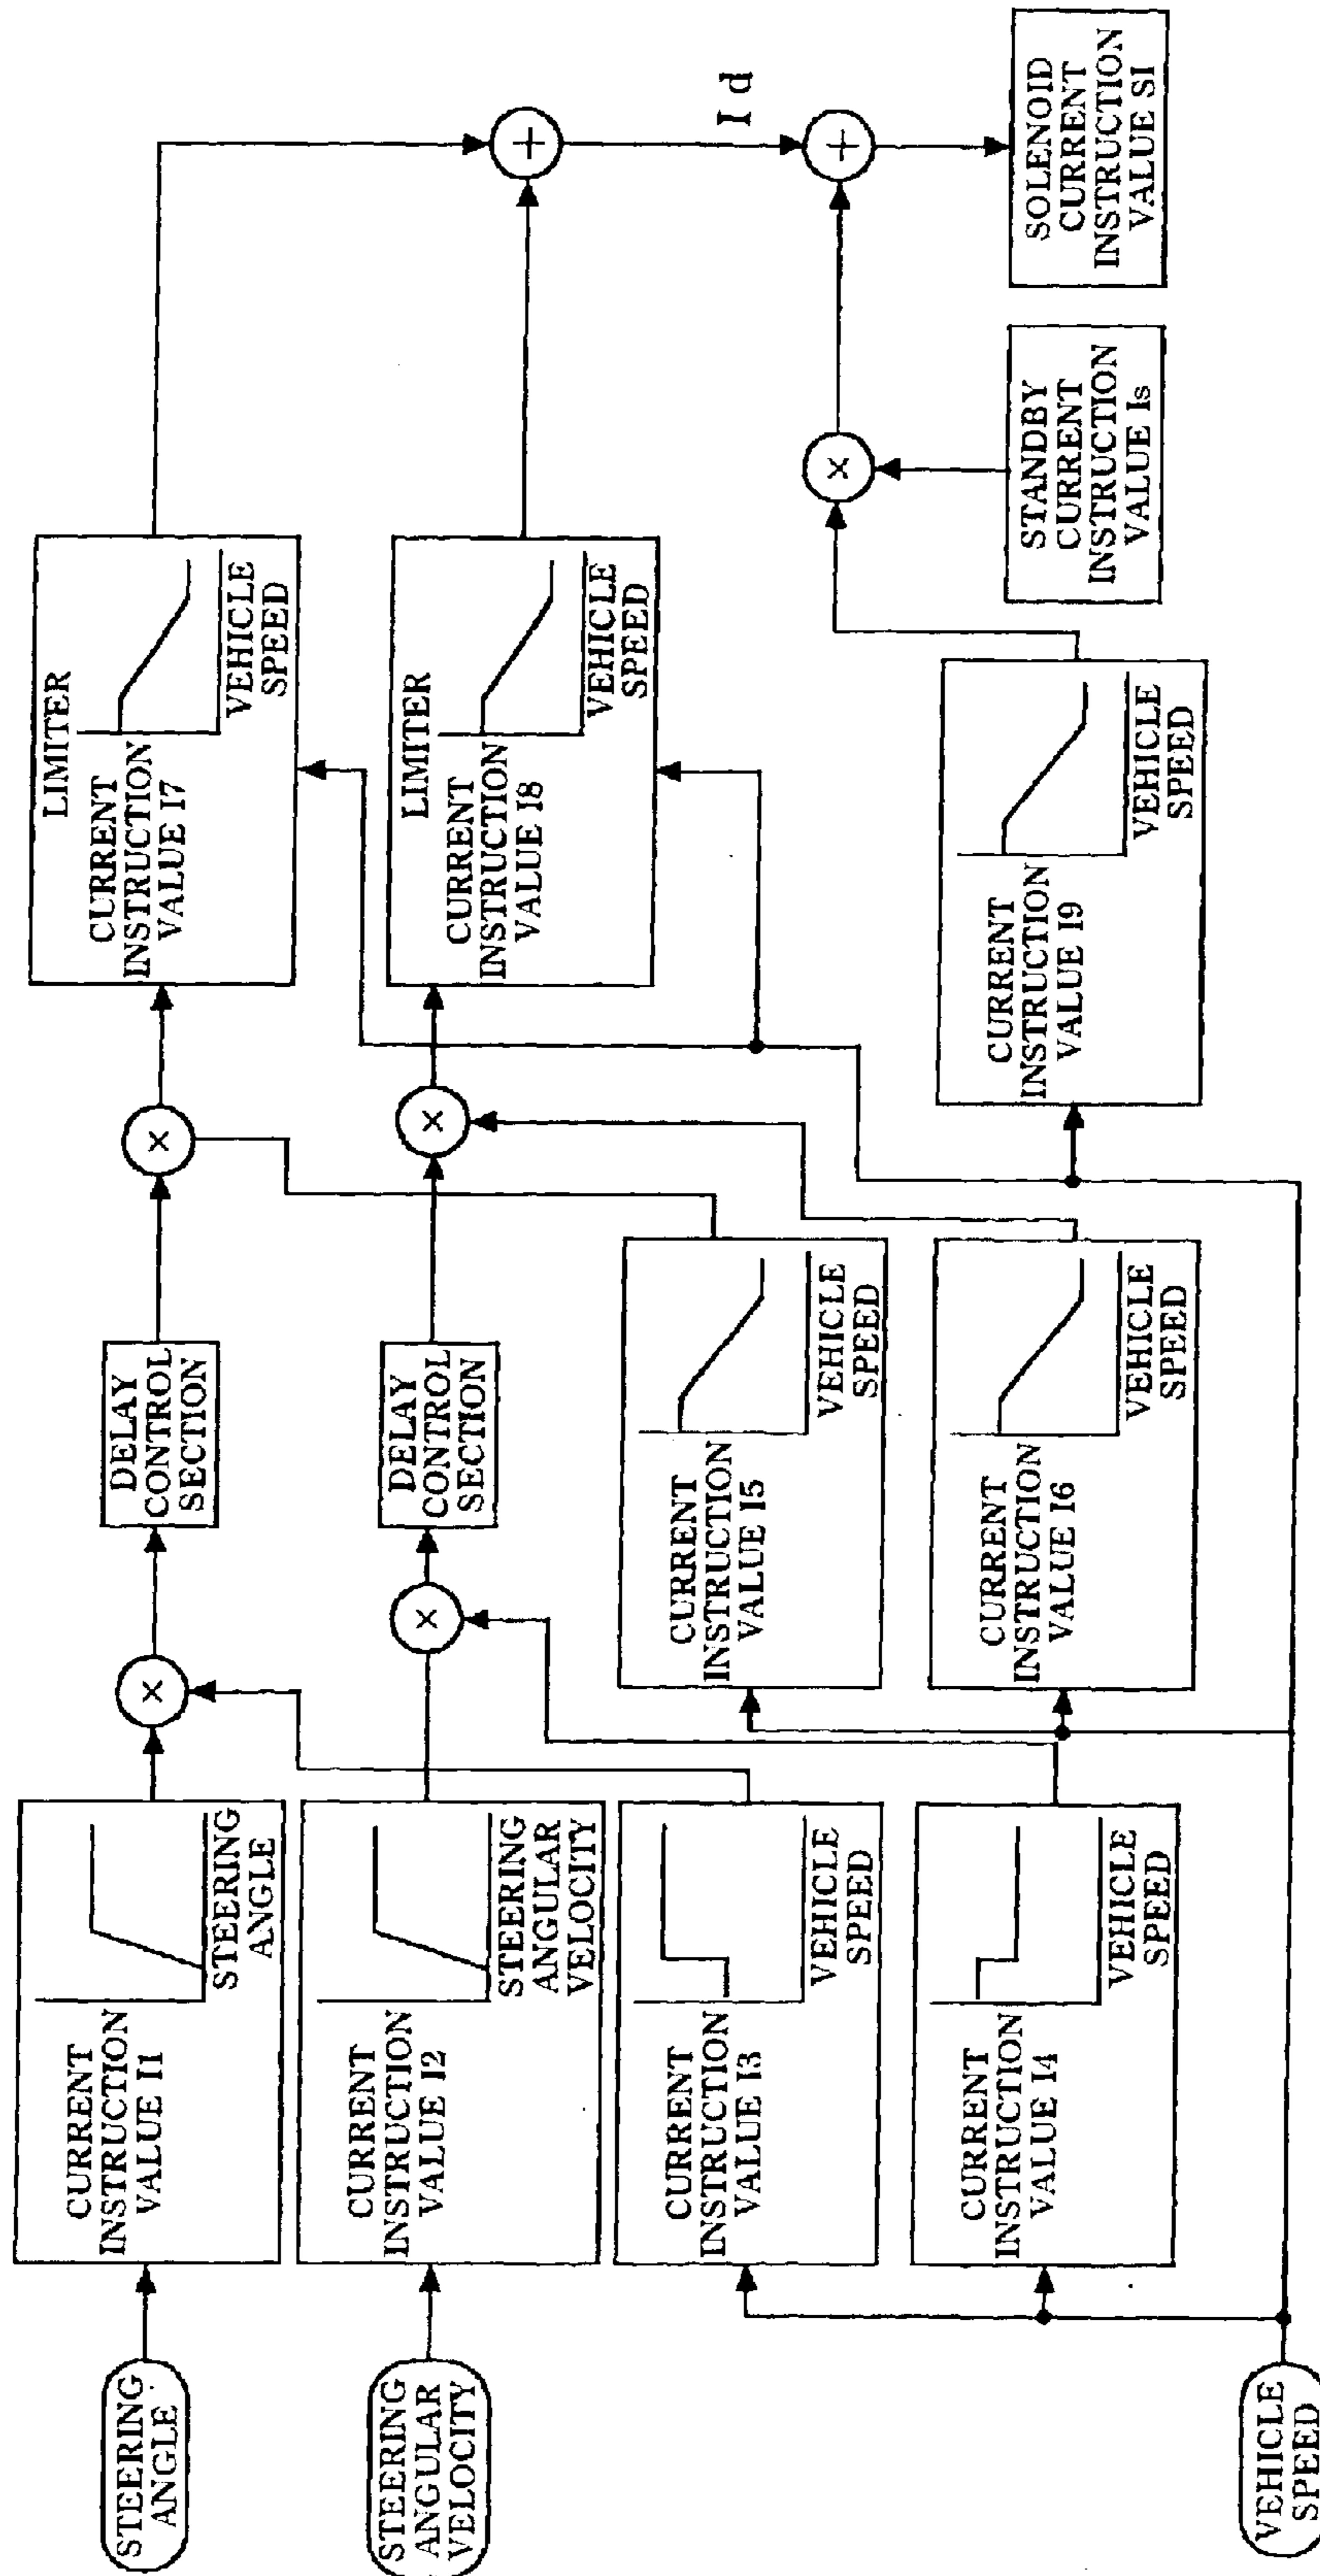 STEERING
ANGLE
STEERING
ANGULAR
VELOCITY
VEHICLE
SPEED
CURRENT
INSTRUCTION
VALUE I1
STEERING
ANGLE
CURRENT
INSTRUCTION
VALUE I2
STEERING
ANGULAR
VELOCITY
CURRENT
INSTRUCTION
VALUE I3
VEHICLE
SPEED
CURRENT
INSTRUCTION
VALUE I4
VEHICLE
SPEED
×
×
DELAY
CONTROL
SECTION
DELAY
CONTROL
SECTION
CURRENT
INSTRUCTION
VALUE I5
VEHICLE
SPEED
CURRENT
INSTRUCTION
VALUE I6
VEHICLE
SPEED
×
×
LIMITER
CURRENT
INSTRUCTION
VALUE I7
VEHICLE
SPEED
LIMITER
CURRENT
INSTRUCTION
VALUE I8
VEHICLE
SPEED
CURRENT
INSTRUCTION
VALUE I9
VEHICLE
SPEED
×
STANDBY
CURRENT
INSTRUCTION
VALUE Is
+
Id
+
SOLENOID
CURRENT
INSTRUCTION
VALUE SI